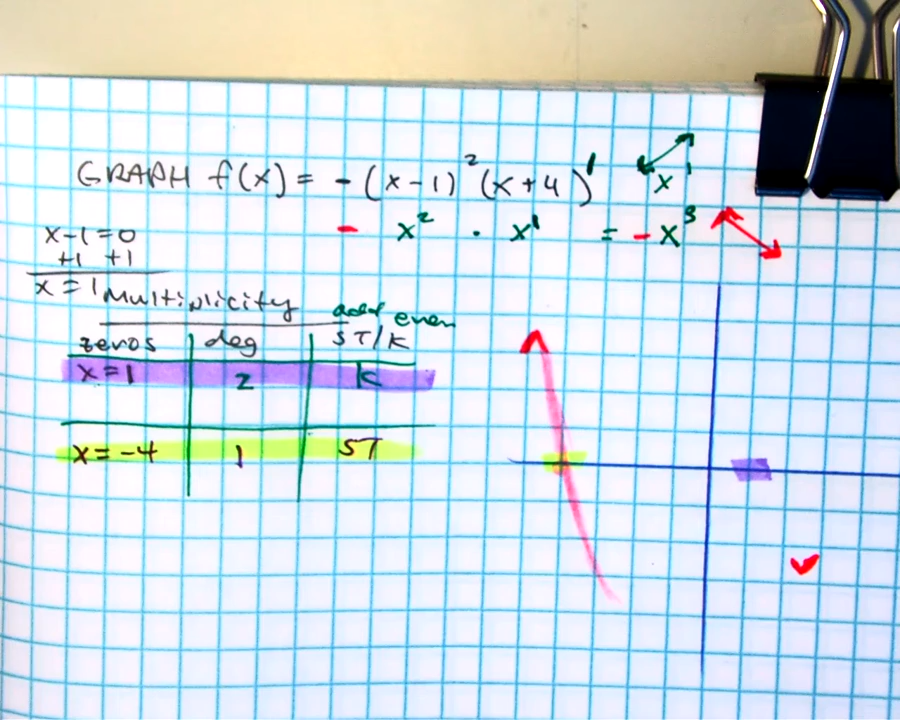 GRAPH f(x) = - (x-1)² (x+4)¹
x
- x² · x¹ = - x³
x-1=0
+1 +1
x = 1
Multiplicity
odd even
zeros deg ST/K
x=1 2 K
x=-4 1 ST